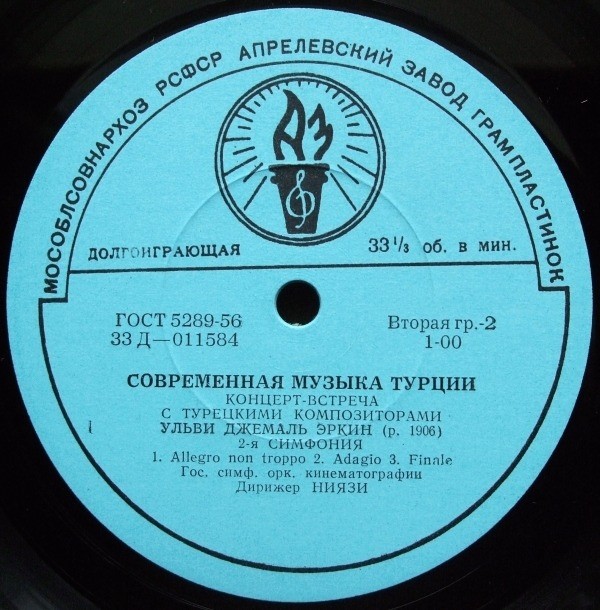 МОСОБЛСОВНАРХОЗ РСФСР АПРЕЛЕВСКИЙ ЗАВОД ГРАМПЛАСТИНОК
АЗ
ДОЛГОИГРАЮЩАЯ
33 1/3 об. в мин.
ГОСТ 5289-56
33 Д—011584
Вторая гр.-2
1-00
СОВРЕМЕННАЯ МУЗЫКА ТУРЦИИ
КОНЦЕРТ-ВСТРЕЧА
С ТУРЕЦКИМИ КОМПОЗИТОРАМИ
УЛЬВИ ДЖЕМАЛЬ ЭРКИН (р. 1906)
2-я СИМФОНИЯ
1. Allegro non troppo 2. Adagio 3. Finale
Гос. симф. орк. кинематографии
Дирижер НИЯЗИ